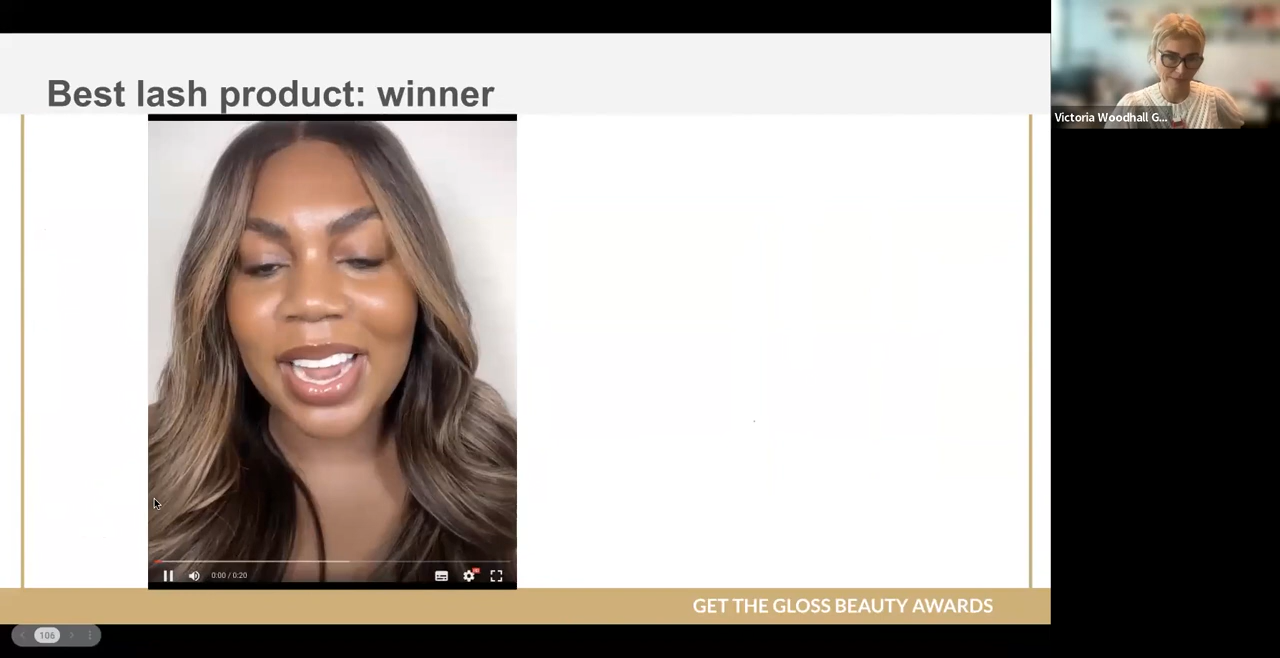 Best lash product: winner
Victoria Woodhall G...
0:00 / 0:20
GET THE GLOSS BEAUTY AWARDS
106